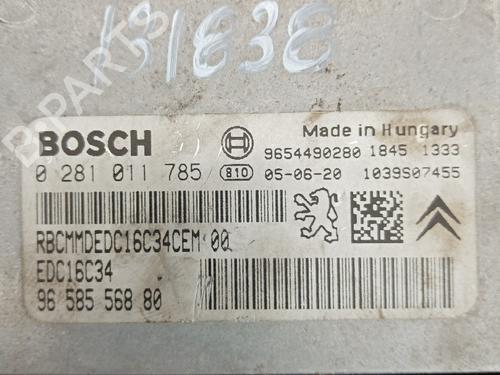 131838
BOSCH
Made in Hungary
9654490280 1845 1333
0 281 011 785 810 05-06-20 1039S07455
RBCMMDEDC16C34CEM 00
EDC16C34
96 585 568 80
B-PARTS